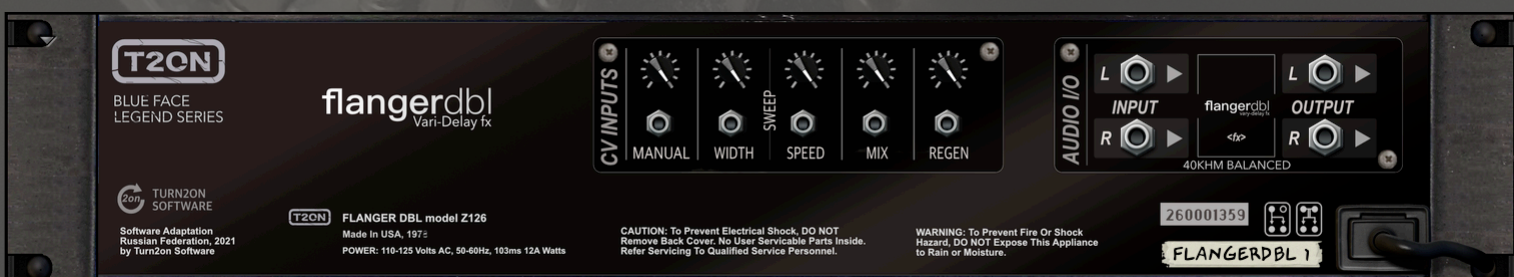 T2ON
BLUE FACE
LEGEND SERIES
flangerdbl
Vari-Delay fx
2on
TURN2ON
SOFTWARE
Software Adaptation
Russian Federation, 2021
by Turn2on Software
T2ON
FLANGER DBL model Z126
Made In USA,
POWER: 110-125 Volts AC, 50-60Hz, 103ms 12A Watts
CV INPUTS
SWEEP
MANUAL WIDTH SPEED MIX REGEN
CAUTION: To Prevent Electrical Shock, DO NOT
Remove Back Cover. No User Servicable Parts Inside.
Refer Servicing To Qualified Service Personnel.
AUDIO I/O
L
INPUT
R
flangerdbl
vary-delay fx
<fx>
L
OUTPUT
R
40KHM BALANCED
WARNING: To Prevent Fire Or Shock
Hazard, DO NOT Expose This Appliance
to Rain or Moisture.
260001359
FLANGERDBL 1